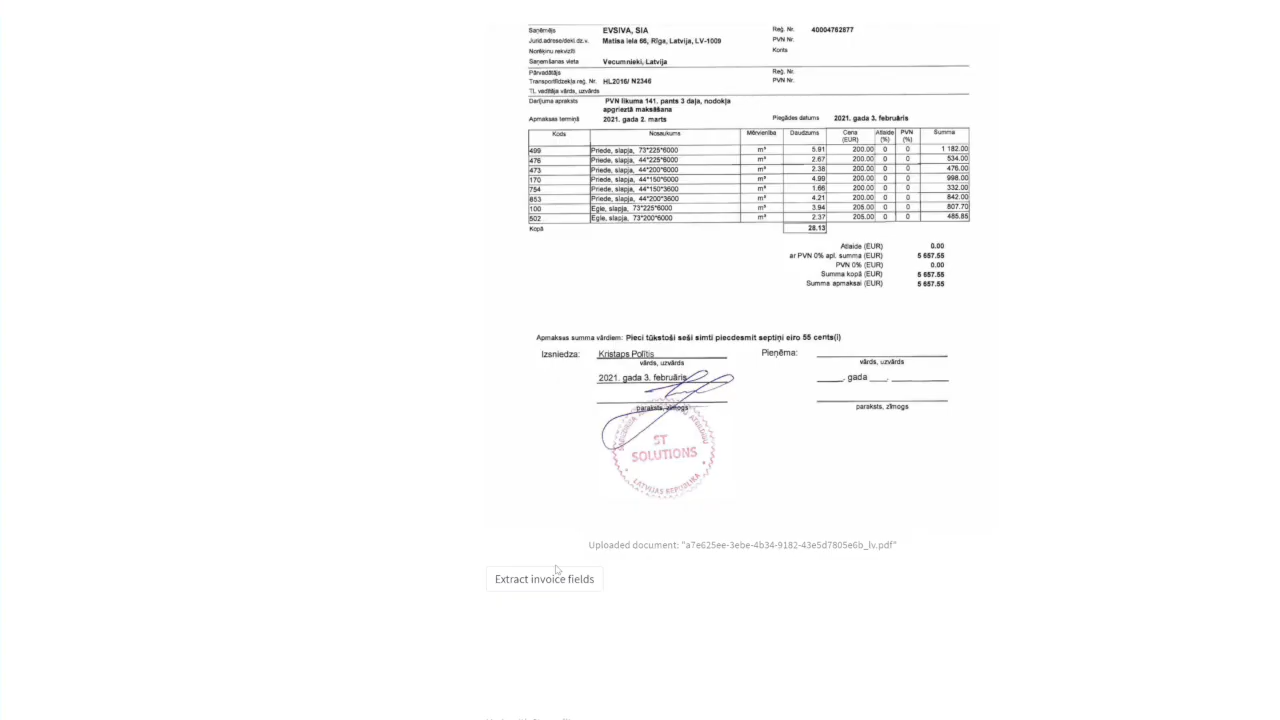 Saņēmējs EVSIVA, SIA Reģ. Nr. 40004762877
Jurid.adrese/dekl.dz.v. Matīsa iela 56, Rīga, Latvija, LV-1009 PVN Nr.
Norēķinu rekvizīti Konts
Saņemšanas vieta Vecumnieki, Latvija
Pārvadātājs Reģ. Nr.
Transportlīdzekļa reģ. Nr. HL2016/ N2346 PVN Nr.
TL vadītāja vārds, uzvārds
Darījuma apraksts PVN likuma 141. pants 3 daļa, nodokļa
apgrieztā maksāšana
Apmaksas termiņš 2021. gada 2. marts Piegādes datums 2021. gada 3. februāris
Kods Nosaukums Mērvienība Daudzums Cena (EUR) Atlaide (%) PVN (%) Summa
499 Priede, slapja, 73*225*6000 m³ 5.91 200.00 0 0 1 182.00
476 Priede, slapja, 44*225*6000 m³ 2.67 200.00 0 0 534.00
473 Priede, slapja, 44*200*6000 m³ 2.38 200.00 0 0 476.00
170 Priede, slapja, 44*150*6000 m³ 4.99 200.00 0 0 998.00
754 Priede, slapja, 44*150*3600 m³ 1.66 200.00 0 0 332.00
853 Priede, slapja, 44*200*3600 m³ 4.21 200.00 0 0 842.00
100 Egle, slapja, 73*225*6000 m³ 3.94 205.00 0 0 807.70
502 Egle, slapja, 73*200*6000 m³ 2.37 205.00 0 0 485.85
Kopā 28.13
Atlaide (EUR) 0.00
ar PVN 0% apl. summa (EUR) 5 657.55
PVN 0% (EUR) 0.00
Summa kopā (EUR) 5 657.55
Summa apmaksai (EUR) 5 657.55
Apmaksas summa vārdiem: Pieci tūkstoši seši simti piecdesmit septiņi eiro 55 cents(i)
Izsniedza: Kristaps Polītis Pieņēma:
vārds, uzvārds vārds, uzvārds
2021. gada 3. februāris . gada .
paraksts, zīmogs paraksts, zīmogs
ST
SOLUTIONS
LATVIJAS REPUBLIKA
Uploaded document: "a7e625ee-3ebe-4b34-9182-43e5d7805e6b_lv.pdf"
Extract invoice fields